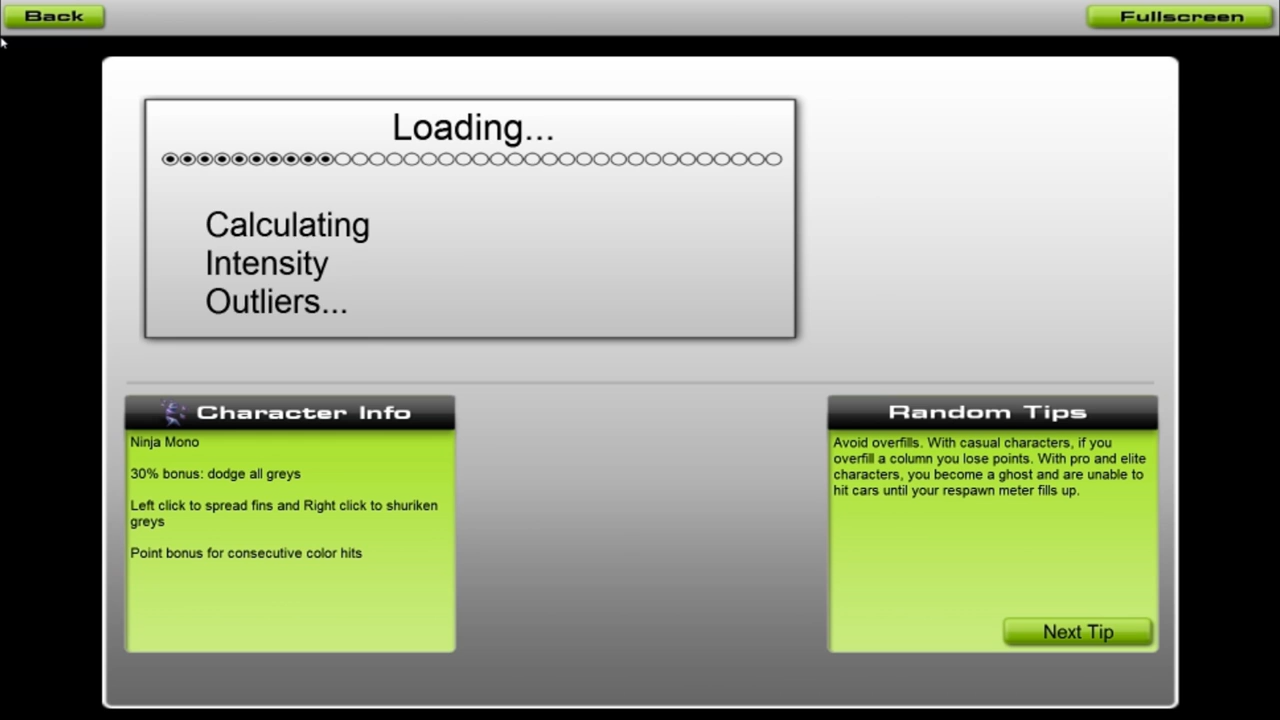 Back
Fullscreen
Loading...
Calculating
Intensity
Outliers...
Character Info
Ninja Mono
30% bonus: dodge all greys
Left click to spread fins and Right click to shuriken
greys
Point bonus for consecutive color hits
Random Tips
Avoid overfills. With casual characters, if you
overfill a column you lose points. With pro and elite
characters, you become a ghost and are unable to
hit cars until your respawn meter fills up.
Next Tip